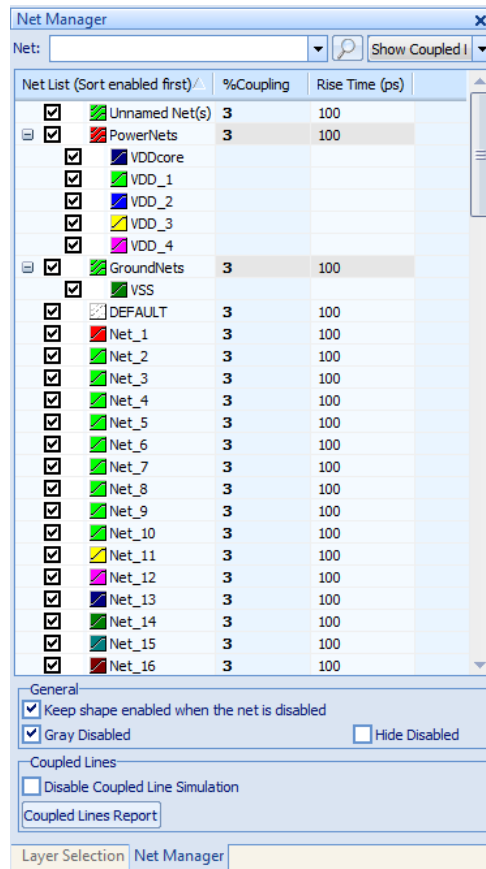 Net Manager x
Net: Show Coupled l
Net List (Sort enabled first) %Coupling Rise Time (ps)
Unnamed Net(s) 3 100
PowerNets 3 100
VDDcore
VDD_1
VDD_2
VDD_3
VDD_4
GroundNets 3 100
VSS
DEFAULT 3 100
Net_1 3 100
Net_2 3 100
Net_3 3 100
Net_4 3 100
Net_5 3 100
Net_6 3 100
Net_7 3 100
Net_8 3 100
Net_9 3 100
Net_10 3 100
Net_11 3 100
Net_12 3 100
Net_13 3 100
Net_14 3 100
Net_15 3 100
Net_16 3 100
General
Keep shape enabled when the net is disabled
Gray Disabled Hide Disabled
Coupled Lines
Disable Coupled Line Simulation
Coupled Lines Report
Layer Selection Net Manager